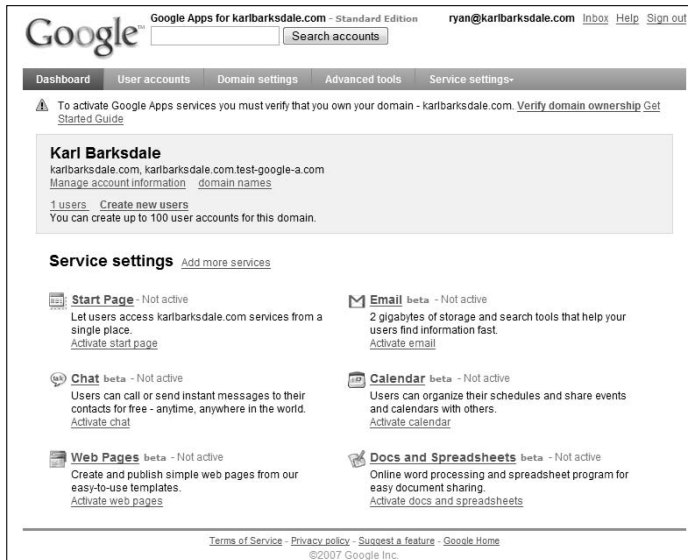 Google™
Google Apps for karlbarksdale.com - Standard Edition
ryan@karlbarksdale.com Inbox Help Sign out
Search accounts
Dashboard User accounts Domain settings Advanced tools Service settings
To activate Google Apps services you must verify that you own your domain - karlbarksdale.com. Verify domain ownership Get
Started Guide
Karl Barksdale
karlbarksdale.com, karlbarksdale.com.test-google-a.com
Manage account information domain names
1 users Create new users
You can create up to 100 user accounts for this domain.
Service settings Add more services
Start Page - Not active
Let users access karlbarksdale.com services from a
single place.
Activate start page
Email beta - Not active
2 gigabytes of storage and search tools that help your
users find information fast.
Activate email
talk
Chat beta - Not active
Users can call or send instant messages to their
contacts for free - anytime, anywhere in the world.
Activate chat
Calendar beta - Not active
Users can organize their schedules and share events
and calendars with others.
Activate calendar
Web Pages beta - Not active
Create and publish simple web pages from our
easy-to-use templates.
Activate web pages
Docs and Spreadsheets beta - Not active
Online word processing and spreadsheet program for
easy document sharing.
Activate docs and spreadsheets
Terms of Service - Privacy policy - Suggest a feature - Google Home
©2007 Google Inc.